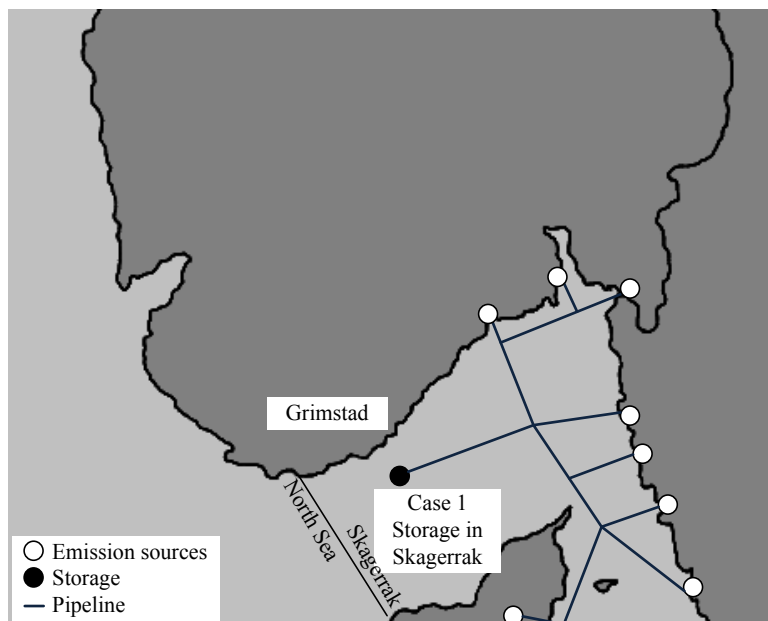 Grimstad
Case 1
Storage in
Skagerrak
North Sea
Skagerrak
Emission sources
Storage
Pipeline